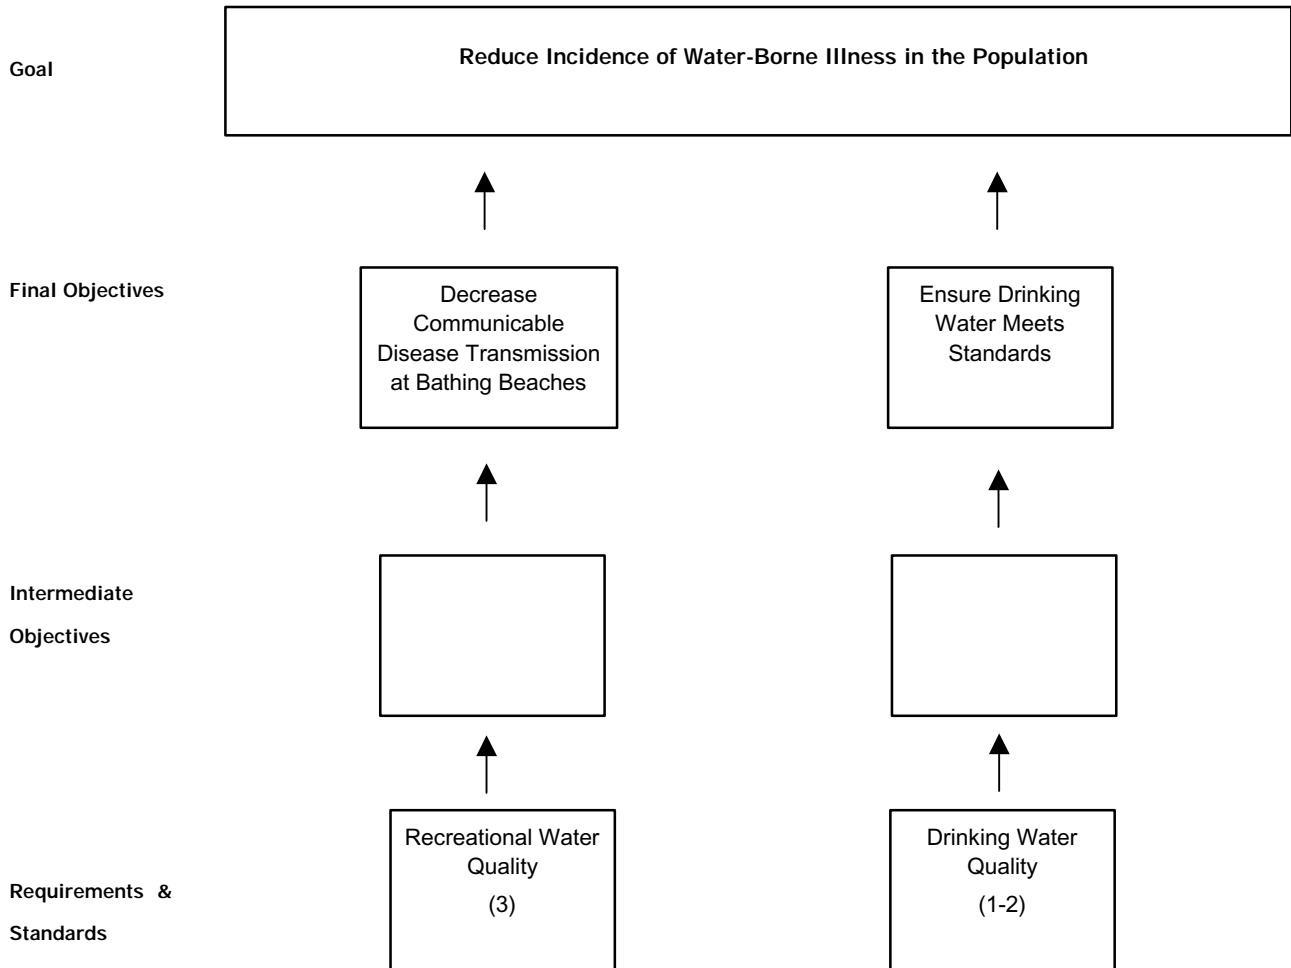 Goal
Reduce Incidence of Water-Borne Illness in the Population
Final Objectives
Decrease
Communicable
Disease Transmission
at Bathing Beaches
Ensure Drinking
Water Meets
Standards
Intermediate
Objectives
Requirements &
Standards
Recreational Water
Quality
(3)
Drinking Water
Quality
(1-2)